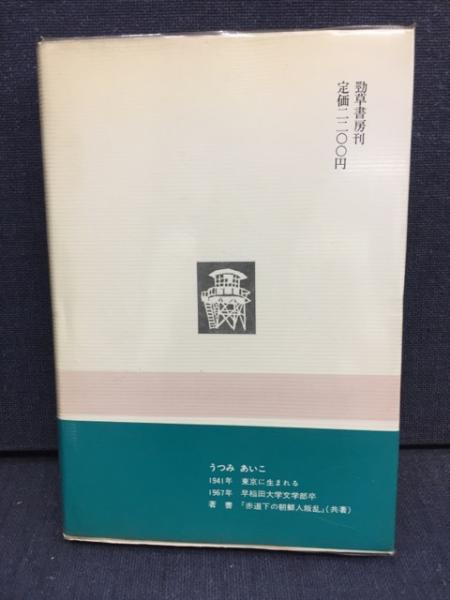 勁草書房刊
定価二二〇〇円
うつみ あいこ
1941年 東京に生まれる
1967年 早稲田大学文学部卒
著 書 『赤道下の朝鮮人叛乱』(共著)